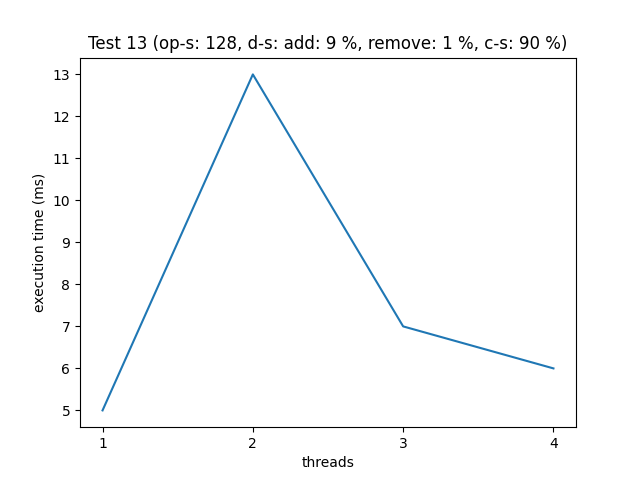 Test 13 (op-s: 128, d-s: add: 9 %, remove: 1 %, c-s: 90 %)
13
12
11
10
9
8
7
6
5
execution time (ms)
1 2 3 4
threads